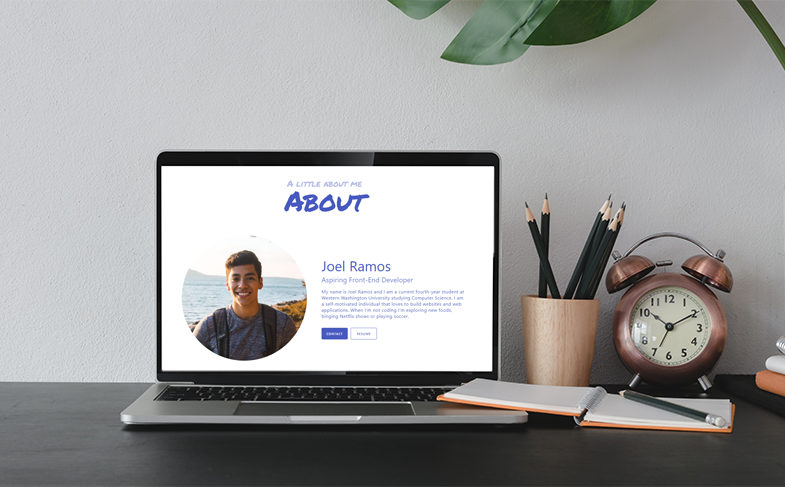 A LITTLE ABOUT ME
ABOUT
Joel Ramos
Aspiring Front-End Developer
My name is Joel Ramos and I am a current fourth-year student at
Western Washington University studying Computer Science. I am
a self-motivated individual that loves to build websites and web
applications. When I'm not coding I'm exploring new foods,
binging Netflix shows or playing soccer.
CONTACT RESUME
12
11 1
10 2
9 3
8 4
7 5
6